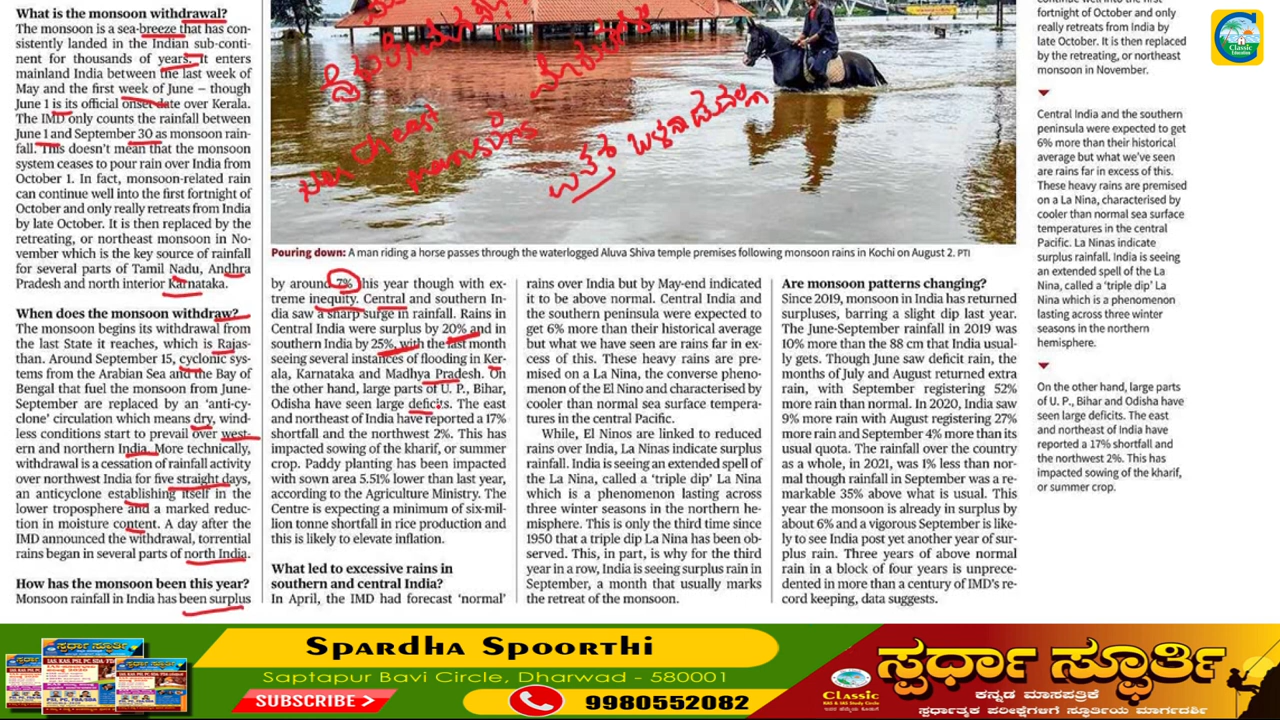 What is the monsoon withdrawal?
The monsoon is a sea-breeze that has con-
sistently landed in the Indian sub-conti-
nent for thousands of years. It enters
mainland India between the last week of
May and the first week of June – though
June 1 is its official onset date over Kerala.
The IMD only counts the rainfall between
June 1 and September 30 as monsoon rain-
fall. This doesn't mean that the monsoon
system ceases to pour rain over India from
October 1. In fact, monsoon-related rain
can continue well into the first fortnight of
October and only really retreats from India
by late October. It is then replaced by the
retreating, or northeast monsoon in No-
vember which is the key source of rainfall
for several parts of Tamil Nadu, Andhra
Pradesh and north interior Karnataka.
When does the monsoon withdraw?
The monsoon begins its withdrawal from
the last State it reaches, which is Rajas-
than. Around September 15, cyclonic sys-
tems from the Arabian Sea and the Bay of
Bengal that fuel the monsoon from June-
September are replaced by an 'anti-cy-
clone' circulation which means dry, wind-
less conditions start to prevail over west-
ern and northern India. More technically,
withdrawal is a cessation of rainfall activity
over northwest India for five straight days,
an anticyclone establishing itself in the
lower troposphere and a marked reduc-
tion in moisture content. A day after the
IMD announced the withdrawal, torrential
rains began in several parts of north India.
How has the monsoon been this year?
Monsoon rainfall in India has been surplus
Pouring down: A man riding a horse passes through the waterlogged Aluva Shiva temple premises following monsoon rains in Kochi on August 2. PTI
by around 7% this year though with ex-
treme inequity. Central and southern In-
dia saw a sharp surge in rainfall. Rains in
Central India were surplus by 20% and in
southern India by 25%, with the last month
seeing several instances of flooding in Ker-
ala, Karnataka and Madhya Pradesh. On
the other hand, large parts of U. P., Bihar,
Odisha have seen large deficits. The east
and northeast of India have reported a 17%
shortfall and the northwest 2%. This has
impacted sowing of the kharif, or summer
crop. Paddy planting has been impacted
with sown area 5.51% lower than last year,
according to the Agriculture Ministry. The
Centre is expecting a minimum of six-mil-
lion tonne shortfall in rice production and
this is likely to elevate inflation.
What led to excessive rains in
southern and central India?
In April, the IMD had forecast 'normal'
rains over India but by May-end indicated
it to be above normal. Central India and
the southern peninsula were expected to
get 6% more than their historical average
but what we have seen are rains far in ex-
cess of this. These heavy rains are pre-
mised on a La Nina, the converse phe-
nomenon of the El Nino and characterised by
cooler than normal sea surface tempera-
tures in the central Pacific.
While, El Ninos are linked to reduced
rains over India, La Ninas indicate surplus
rainfall. India is seeing an extended spell of
the La Nina, called a 'triple dip' La Nina
which is a phenomenon lasting across
three winter seasons in the northern he-
misphere. This is only the third time since
1950 that a triple dip La Nina has been ob-
served. This, in part, is why for the third
year in a row, India is seeing surplus rain in
September, a month that usually marks
the retreat of the monsoon.
Are monsoon patterns changing?
Since 2019, monsoon in India has returned
surpluses, barring a slight dip last year.
The June-September rainfall in 2019 was
10% more than the 88 cm that India usual-
ly gets. Though June saw deficit rain, the
months of July and August returned extra
rain, with September registering 52%
more rain than normal. In 2020, India saw
9% more rain with August registering 27%
more rain and September 4% more than its
usual quota. The rainfall over the country
as a whole, in 2021, was 1% less than nor-
mal though rainfall in September was a re-
markable 35% above what is usual. This
year the monsoon is already in surplus by
about 6% and a vigorous September is like-
ly to see India post yet another year of sur-
plus rain. Three years of above normal
rain in a block of four years is unprece-
dented in more than a century of IMD's re-
cord keeping, data suggests.
fortnight of October and only
really retreats from India by
late October. It is then replaced
by the retreating, or northeast
monsoon in November.
Central India and the southern
peninsula were expected to get
6% more than their historical
average but what we've seen
are rains far in excess of this.
These heavy rains are premised
on a La Nina, characterised by
cooler than normal sea surface
temperatures in the central
Pacific. La Ninas indicate
surplus rainfall. India is seeing
an extended spell of the La
Nina, called a 'triple dip' La
Nina which is a phenomenon
lasting across three winter
seasons in the northern
hemisphere.
On the other hand, large parts
of U. P., Bihar and Odisha have
seen large deficits. The east
and northeast of India have
reported a 17% shortfall and
the northwest 2%. This has
impacted sowing of the kharif,
or summer crop.
Classic
Education
Spardha Spoorthi
Saptapur Bavi Circle, Dharwad - 580001
SUBSCRIBE
9980552082
Classic
KAS & IAS Study Circle
ಸ್ಪರ್ಧಾ ಸ್ಫೂರ್ತಿ
ಕನ್ನಡ ಮಾಸಪತ್ರಿಕೆ
ಸ್ಪರ್ಧಾತ್ಮಕ ಪರೀಕ್ಷೆಗಳಿಗೆ ಸ್ಫೂರ್ತಿಯ ಮಾರ್ಗದರ್ಶಿ